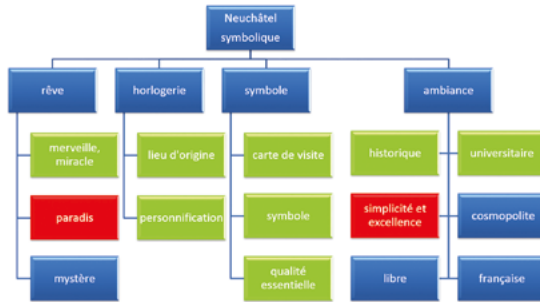 Neuchâtel
symbolique
rêve
horlogerie
symbole
ambiance
merveille,
miracle
lieu d'origine
carte de visite
historique
universitaire
paradis
personnification
symbole
simplicité et
excellence
cosmopolite
mystère
qualité
essentielle
libre
française